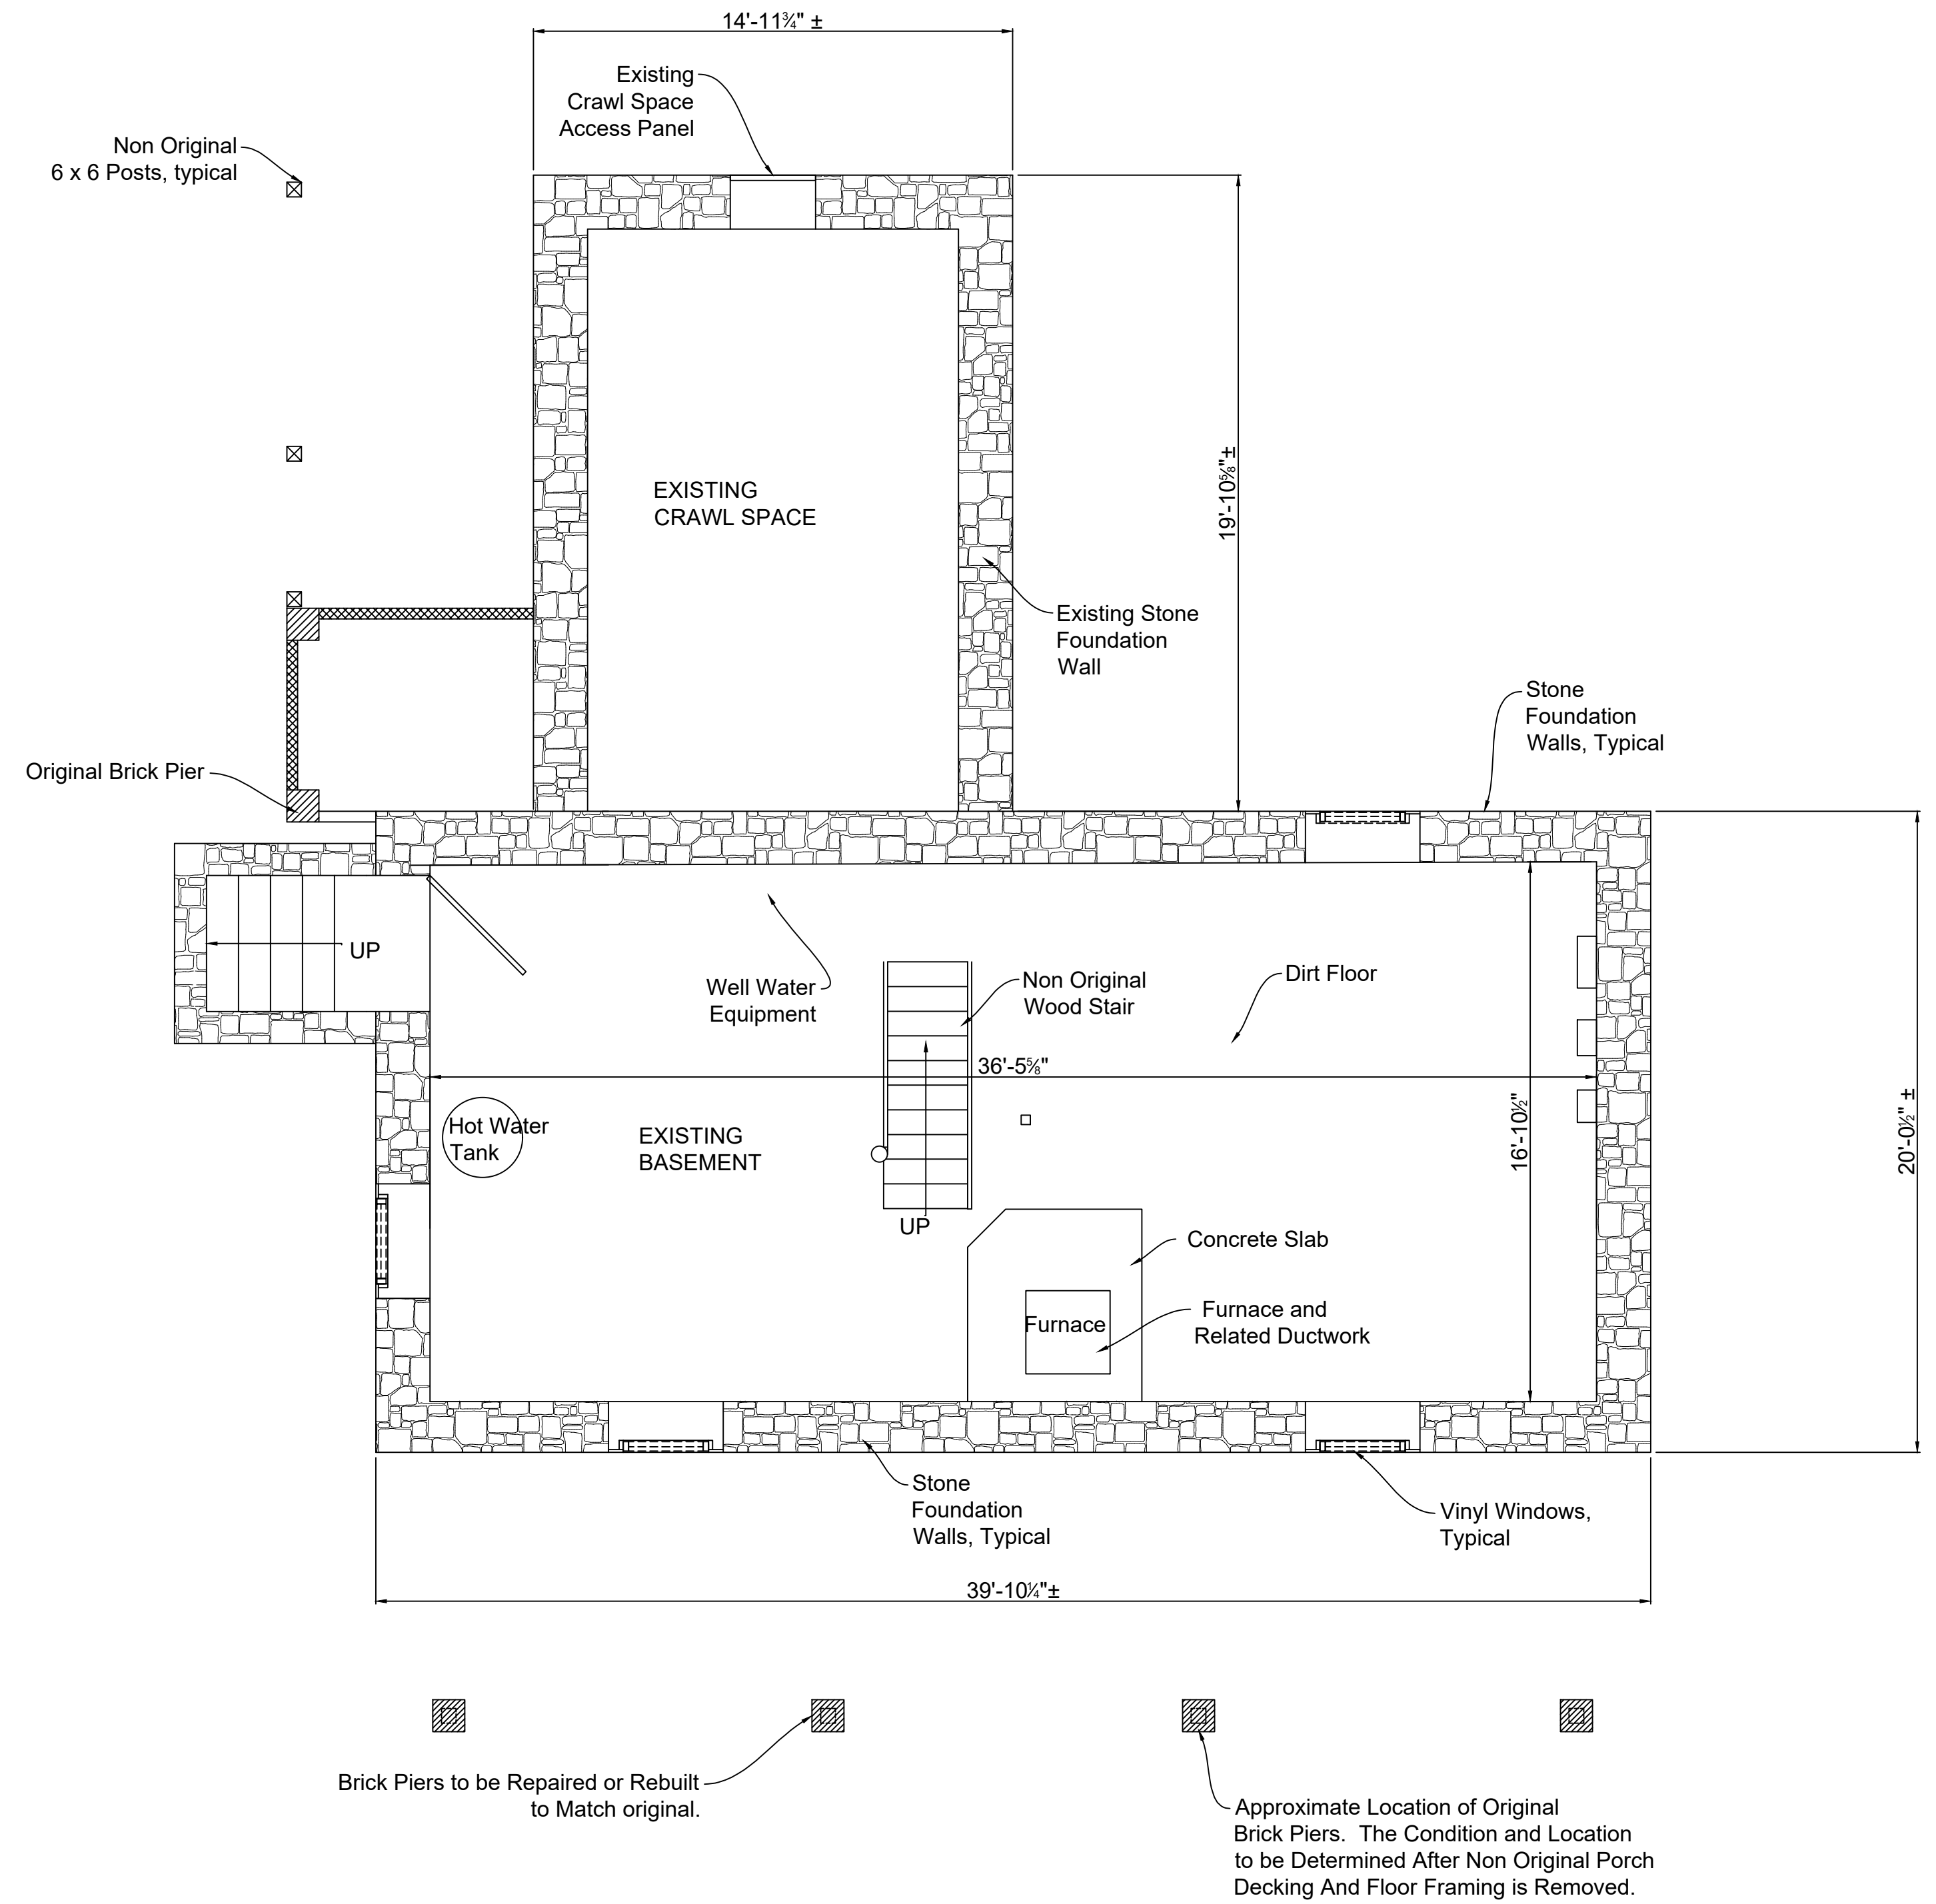 14'-11¾" ±
Existing
Crawl Space
Access Panel
Non Original
6 x 6 Posts, typical
EXISTING
CRAWL SPACE
19'-10⅝"±
Existing Stone
Foundation
Wall
Stone
Foundation
Walls, Typical
Original Brick Pier
UP
Well Water
Equipment
Non Original
Wood Stair
Dirt Floor
36'-5⅝"
16'-10½"
20'-0½" ±
Hot Water
Tank
EXISTING
BASEMENT
UP
Concrete Slab
Furnace
Furnace and
Related Ductwork
Stone
Foundation
Walls, Typical
Vinyl Windows,
Typical
39'-10¼"±
Brick Piers to be Repaired or Rebuilt
to Match original.
Approximate Location of Original
Brick Piers.  The Condition and Location
to be Determined After Non Original Porch
Decking And Floor Framing is Removed.